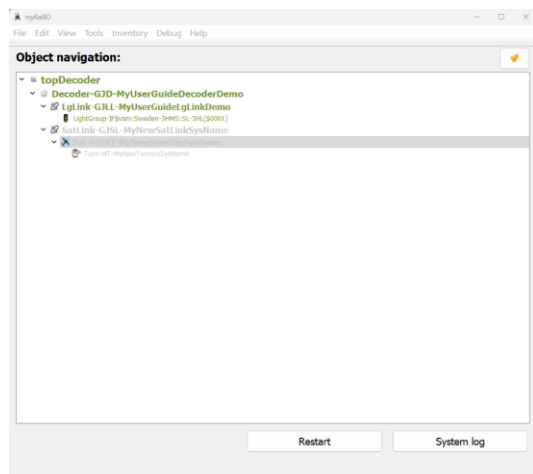 myRailIO
File Edit View Tools Inventory Debug Help
Object navigation:
topDecoder
Decoder-GJD-MyUserGuideDecoderDemo
LgLink-GJLL-MyUserGuideLgLinkDemo
LightGroup-IF$vsm:Sweden-3HMS:SL-5HL($0001)
SatLink-GJSL-MyNewSatLinkSysName
Sat-GJSAT-MyNewSateliteSysName
Turn-MT-MyNewTurnoutSysName
Restart System log